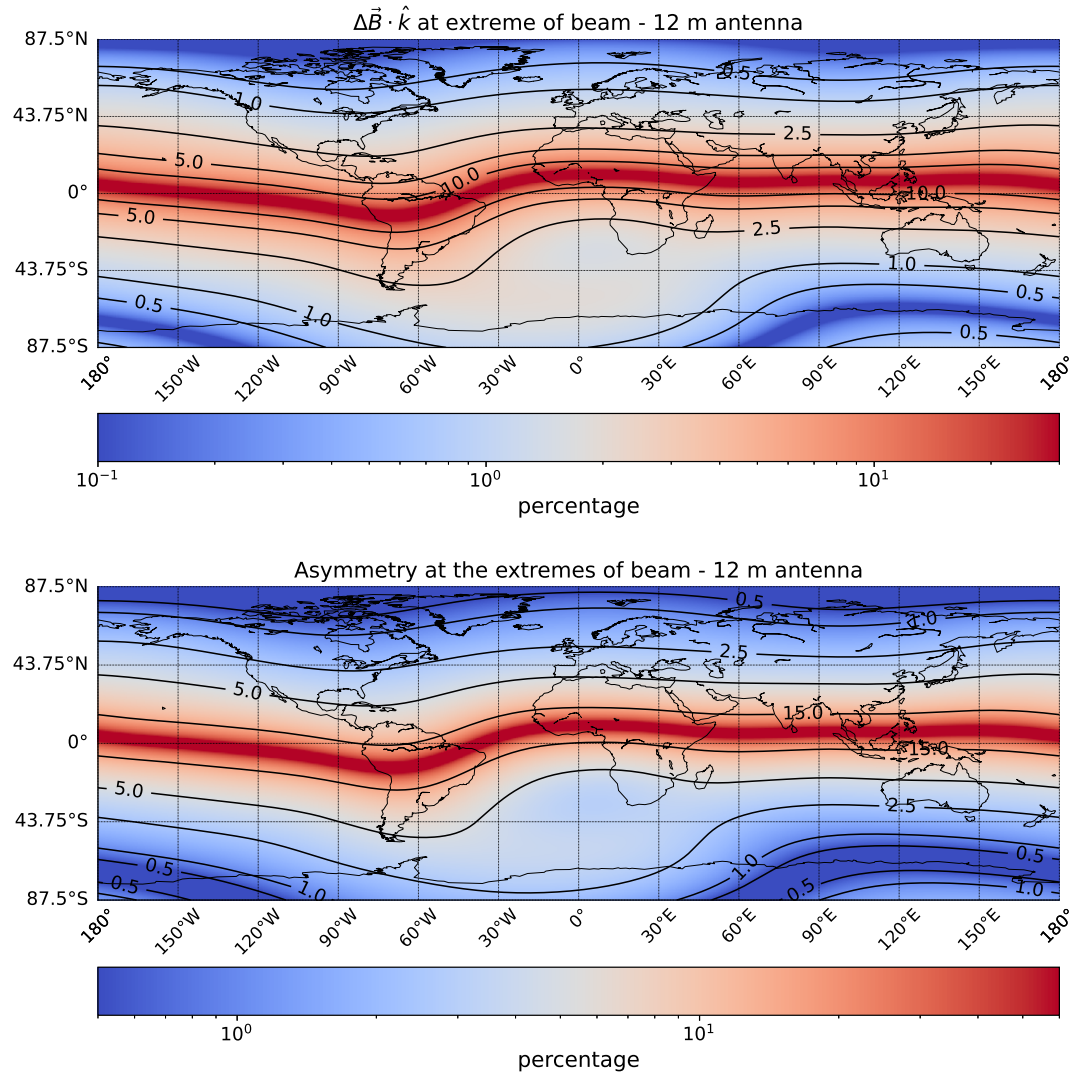 Δ\vec{B} · \hat{k} at extreme of beam - 12 m antenna
87.5°N
43.75°N
0°
43.75°S
87.5°S
0.5
1.0
2.5
5.0
10.0
10.0
5.0
2.5
1.0
0.5
1.0
0.5
0.5
180° 150°W 120°W 90°W 60°W 30°W 0° 30°E 60°E 90°E 120°E 150°E 180°
10⁻¹ 10⁰ 10¹
percentage
Asymmetry at the extremes of beam - 12 m antenna
87.5°N
43.75°N
0°
43.75°S
87.5°S
0.5
1.0
2.5
5.0
15.0
15.0
5.0
2.5
0.5
1.0
0.5
0.5
1.0
0.5
1.0
180° 150°W 120°W 90°W 60°W 30°W 0° 30°E 60°E 90°E 120°E 150°E 180°
10⁰ 10¹
percentage